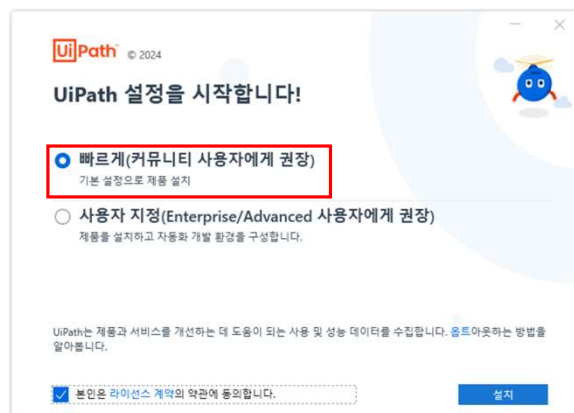 UiPath © 2024
UiPath 설정을 시작합니다!
빠르게(커뮤니티 사용자에게 권장)
기본 설정으로 제품 설치
사용자 지정(Enterprise/Advanced 사용자에게 권장)
제품을 설치하고 자동화 개발 환경을 구성합니다.
UiPath는 제품과 서비스를 개선하는 데 도움이 되는 사용 및 성능 데이터를 수집합니다. 옵트아웃하는 방법을
알아봅니다.
본인은 라이선스 계약의 약관에 동의합니다.
설치